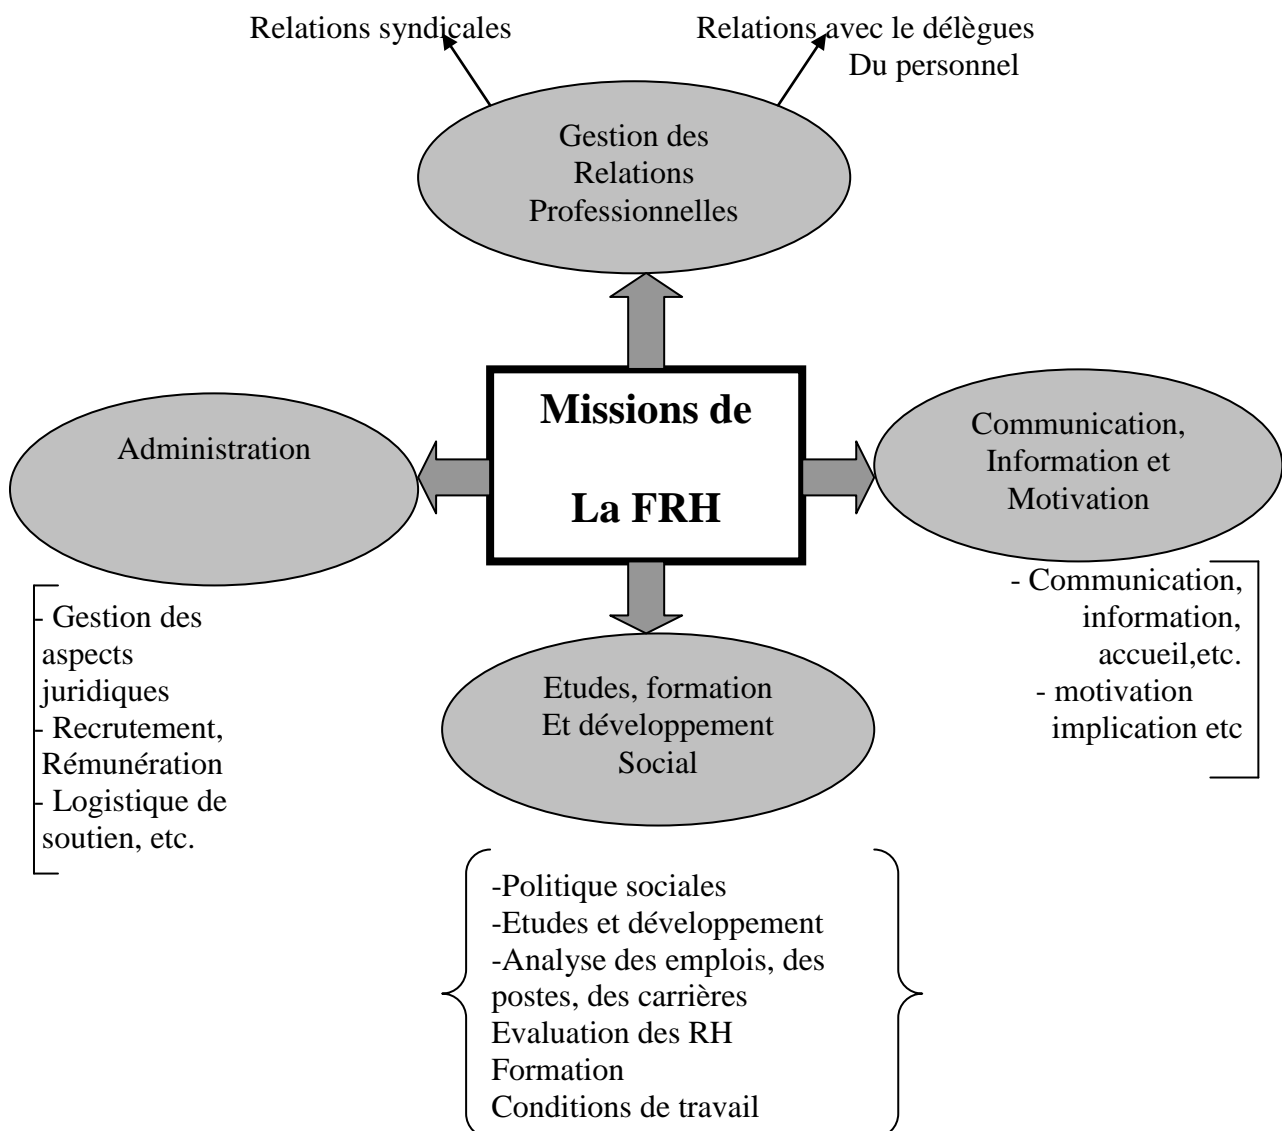 Relations syndicales
Relations avec le délègues
Du personnel
Gestion des
Relations
Professionnelles
Missions de
La FRH
Administration
Communication,
Information et
Motivation
- Gestion des
aspects
juridiques
- Recrutement,
Rémunération
- Logistique de
soutien, etc.
- Communication,
information,
accueil,etc.
- motivation
implication etc
Etudes, formation
Et développement
Social
-Politique sociales
-Etudes et développement
-Analyse des emplois, des
postes, des carrières
Evaluation des RH
Formation
Conditions de travail